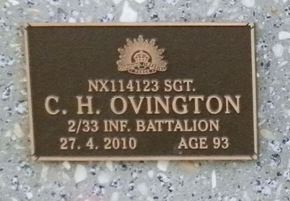 NX114123 SGT.
C. H. OVINGTON
2/33 INF. BATTALION
27. 4. 2010 AGE 93